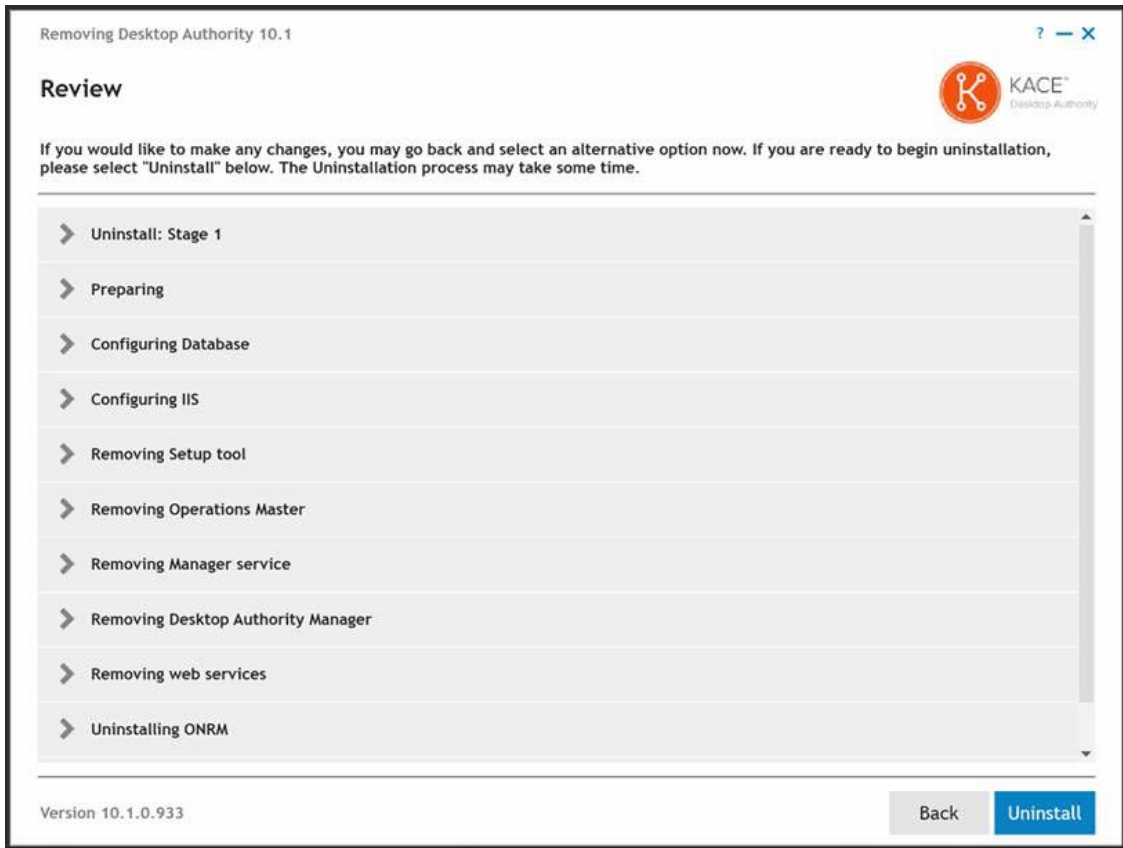 Removing Desktop Authority 10.1
?
Review
KACE™
Desktop Authority
If you would like to make any changes, you may go back and select an alternative option now. If you are ready to begin uninstallation,
please select "Uninstall" below. The Uninstallation process may take some time.
Uninstall: Stage 1
Preparing
Configuring Database
Configuring IIS
Removing Setup tool
Removing Operations Master
Removing Manager service
Removing Desktop Authority Manager
Removing web services
Uninstalling ONRM
Version 10.1.0.933
Back
Uninstall